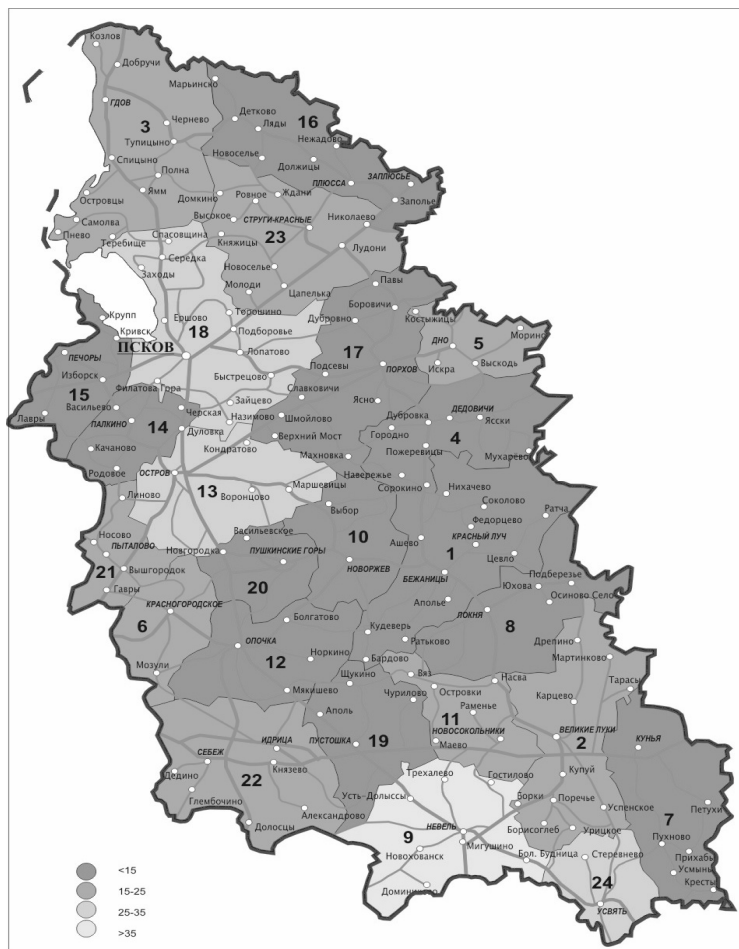 Козлов
Добручи
Марьинско
ГДОВ
Детково
16
Чернево
Ляды
3
Нежадово
Тупицыно
Спицыно
Новоселье
Должицы
Полна
ПЛЮССА
ЗАПЛЮСЬЕ
Ямм
Островцы
Домкино
Ровное
Ждани
Заполье
Самолва
Высокое
СТРУГИ-КРАСНЫЕ
Николаево
Пнево
Теребище
Спасовщина
Княжицы
23
Лудони
Середка
Заходы
Новоселье
Павы
Молоди
Цапелька
Боровичи
Крупп
Ершово
Торошино
Дубровно
Костыжицы
Морино
Кривск
18
Подборовье
ДНО
5
ПСКОВ
17
ПЕЧОРЫ
Лопатово
Подсевы
Искра
Выскодь
Изборск
Быстрецово
ПОРХОВ
15
Филатова Гора
Славковичи
Зайцево
Ясно
Лавры
Васильево
Черская
Назимово
Шмойлово
Дубровка
ДЕДОВИЧИ
ПАЛКИНО
14
Дуловка
Городно
4
Ясски
Верхний Мост
Качаново
Кондратово
Пожеревицы
Махновка
Мухарёво
Родовое
ОСТРОВ
Навережье
Маршевицы
Сорокино
Нихачево
Линово
13
Воронцово
Соколово
Выбор
Ратча
Носово
Васильевское
10
Федорцево
ПЫТАЛОВО
Новгородка
ПУШКИНСКИЕ ГОРЫ
Ашево
1
КРАСНЫЙ ЛУЧ
21
Вышгородок
НОВОРЖЕВ
Цевло
БЕЖАНИЦЫ
Подберезье
Гавры
20
Юхова
КРАСНОГОРОДСКОЕ
Аполье
ЛОКНЯ
Осиново Село
6
Болгатово
8
Кудеверь
ОПОЧКА
Ратьково
Дрепино
12
Норкино
Бардово
Мартинково
Мозули
Щукино
Вяз
Насва
Мякишево
Чурилово
Островки
Тарасы
Аполь
11
Раменье
Карцево
ИДРИЦА
ПУСТОШКА
НОВОСОКОЛЬНИКИ
ВЕЛИКИЕ ЛУКИ
КУНЬЯ
СЕБЕЖ
19
Маево
2
Дедино
22
Князево
Трехалево
Гостилово
Купуй
Глембочино
Усть-Долыссы
Борки
Поречье
Успенское
Петухи
Александрово
НЕВЕЛЬ
7
Долосцы
9
Борисоглеб
Урицкое
Мигушино
Пухново
Новохованск
Бол. Будница
Стеревнево
Прихабы
Усмынь
24
Кресты
УСВЯТЬ
<15
15-25
25-35
>35